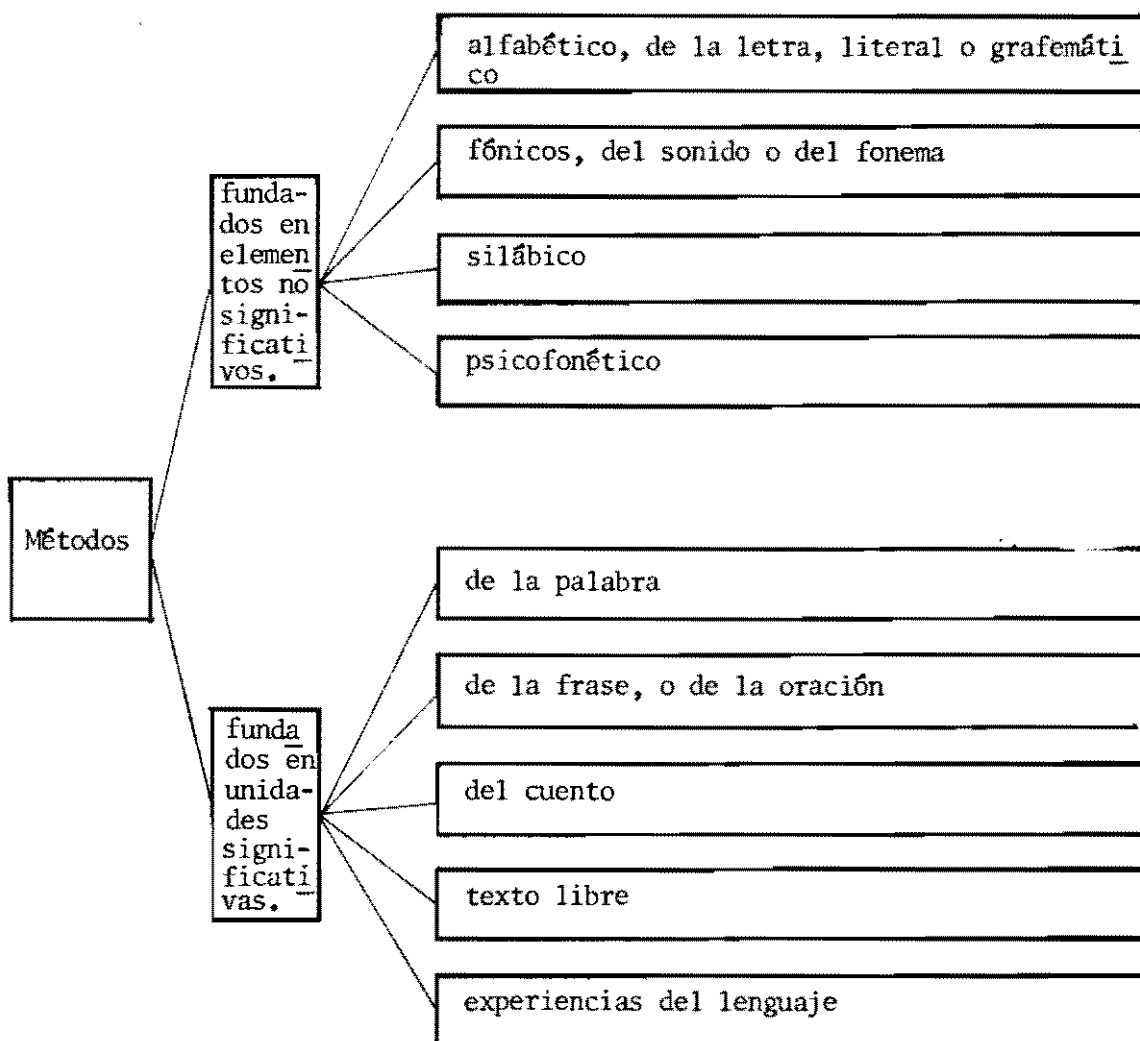 Métodos
funda-
dos en
elemen
tos no
signi-
ficati
vos.
alfabético, de la letra, literal o grafemáti
co
fónicos, del sonido o del fonema
silábico
psicofonético
funda
dos en
unida-
des
signi-
ficati
vas.
de la palabra
de la frase, o de la oración
del cuento
texto libre
experiencias del lenguaje